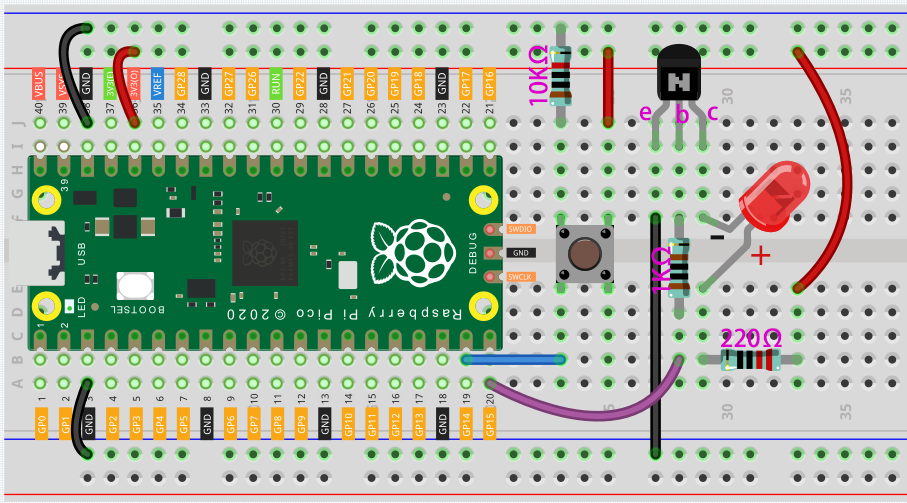 10KΩ
e b c
VBUS VSYS GND 3V3(E) 3V3(O) VREF GP28 GND GP27 GP26 RUN GP22 GND GP21 GP20 GP19 GP18 GND GP17 GP16
40 39 38 37 36 35 34 33 32 31 30 29 28 27 26 25 24 23 22 21
30 35
J
I
H
G
F
39
USB
DEBUG
SWDIO
GND
SWCLK
1KΩ
- +
E
D
C
B
A
1 2
LED
BOOTSEL
Raspberry Pi Pico © 2020
220Ω
1 2 3 4 5 6 7 8 9 10 11 12 13 14 15 16 17 18 19 20
25 30 35
GP0 GP1 GND GP2 GP3 GP4 GP5 GND GP6 GP7 GP8 GP9 GND GP10 GP11 GP12 GP13 GND GP14 GP15